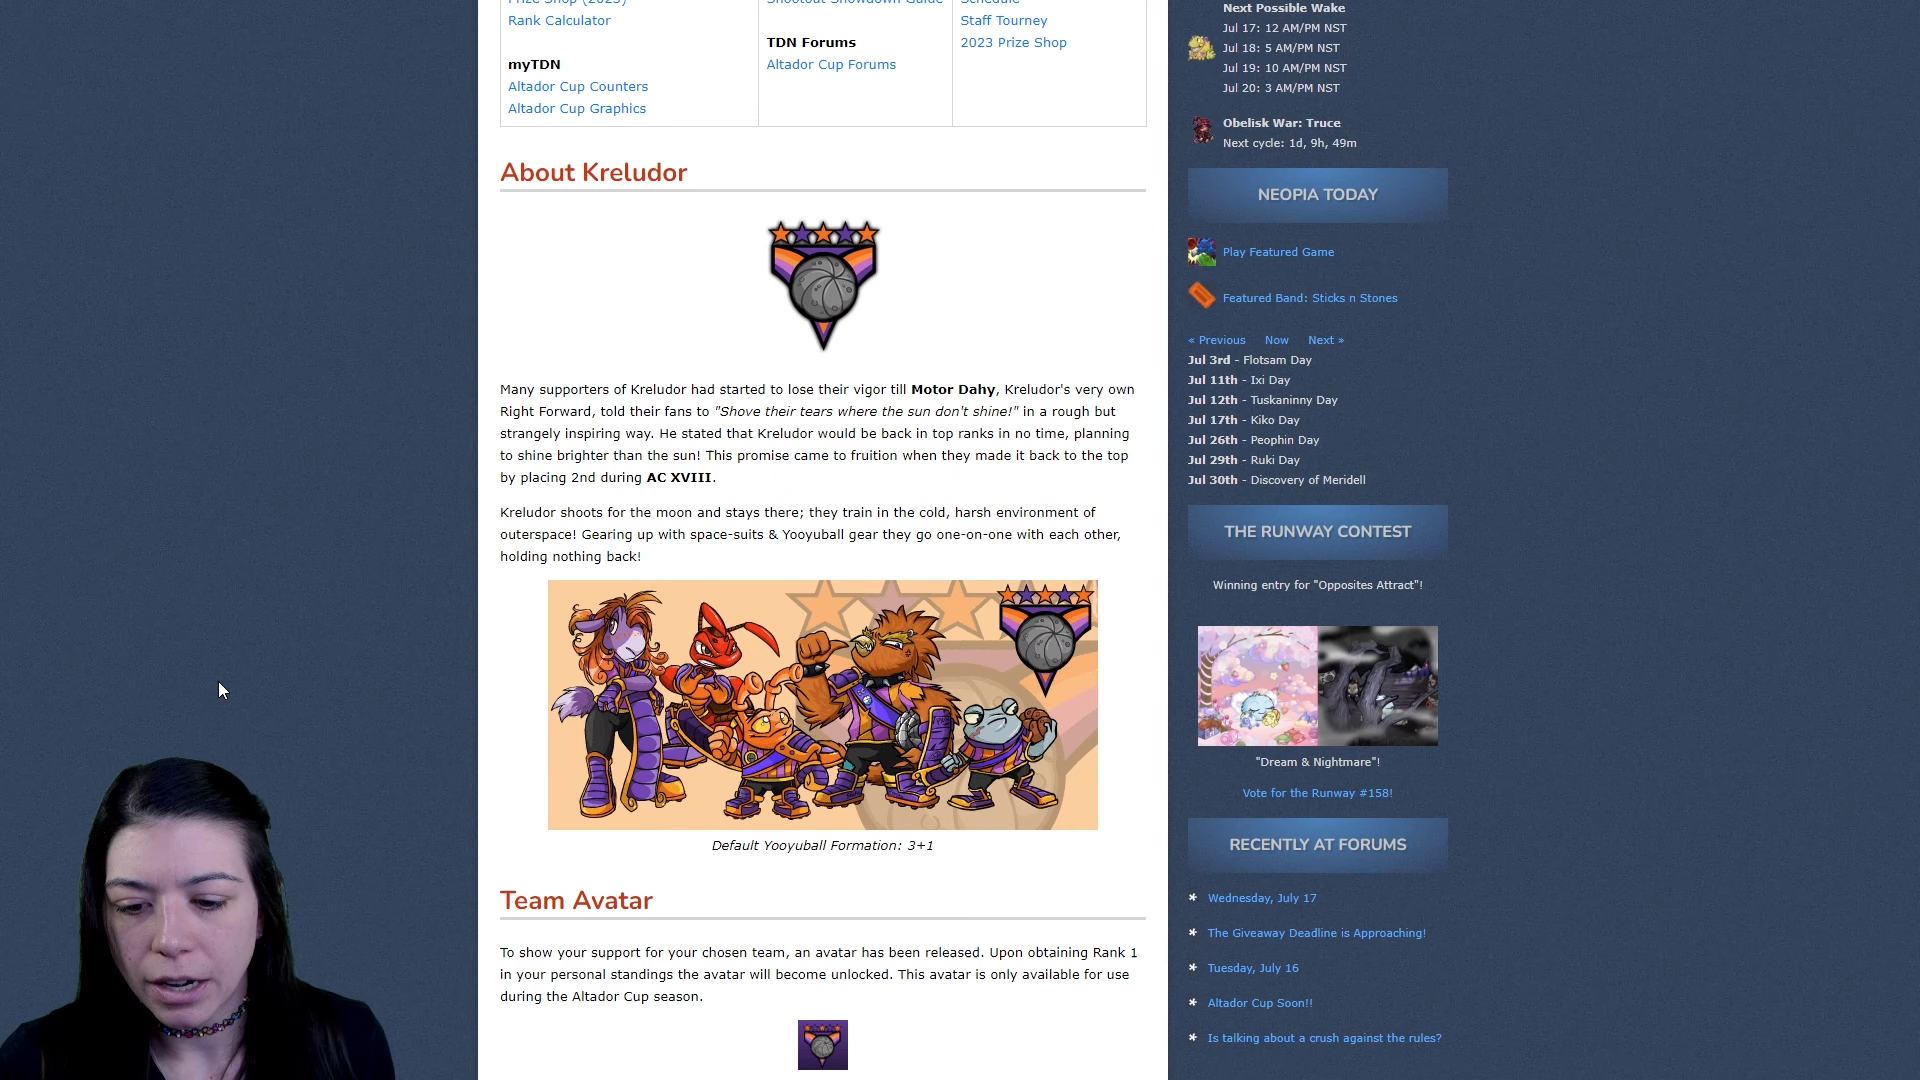 Prize Shop (2023)
Rank Calculator
myTDN
Altador Cup Counters
Altador Cup Graphics
Shootout Showdown Guide
TDN Forums
Altador Cup Forums
Schedule
Staff Tourney
2023 Prize Shop
About Kreludor
Many supporters of Kreludor had started to lose their vigor till Motor Dahy, Kreludor's very own
Right Forward, told their fans to "Shove their tears where the sun don't shine!" in a rough but
strangely inspiring way. He stated that Kreludor would be back in top ranks in no time, planning
to shine brighter than the sun! This promise came to fruition when they made it back to the top
by placing 2nd during AC XVIII.
Kreludor shoots for the moon and stays there; they train in the cold, harsh environment of
outerspace! Gearing up with space-suits & Yooyuball gear they go one-on-one with each other,
holding nothing back!
Default Yooyuball Formation: 3+1
Team Avatar
To show your support for your chosen team, an avatar has been released. Upon obtaining Rank 1
in your personal standings the avatar will become unlocked. This avatar is only available for use
during the Altador Cup season.
Next Possible Wake
Jul 17: 12 AM/PM NST
Jul 18: 5 AM/PM NST
Jul 19: 10 AM/PM NST
Jul 20: 3 AM/PM NST
Obelisk War: Truce
Next cycle: 1d, 9h, 49m
NEOPIA TODAY
Play Featured Game
Featured Band: Sticks n Stones
« Previous Now Next »
Jul 3rd - Flotsam Day
Jul 11th - Ixi Day
Jul 12th - Tuskaninny Day
Jul 17th - Kiko Day
Jul 26th - Peophin Day
Jul 29th - Ruki Day
Jul 30th - Discovery of Meridell
THE RUNWAY CONTEST
Winning entry for "Opposites Attract"!
"Dream & Nightmare"!
Vote for the Runway #158!
RECENTLY AT FORUMS
* Wednesday, July 17
* The Giveaway Deadline is Approaching!
* Tuesday, July 16
* Altador Cup Soon!!
* Is talking about a crush against the rules?